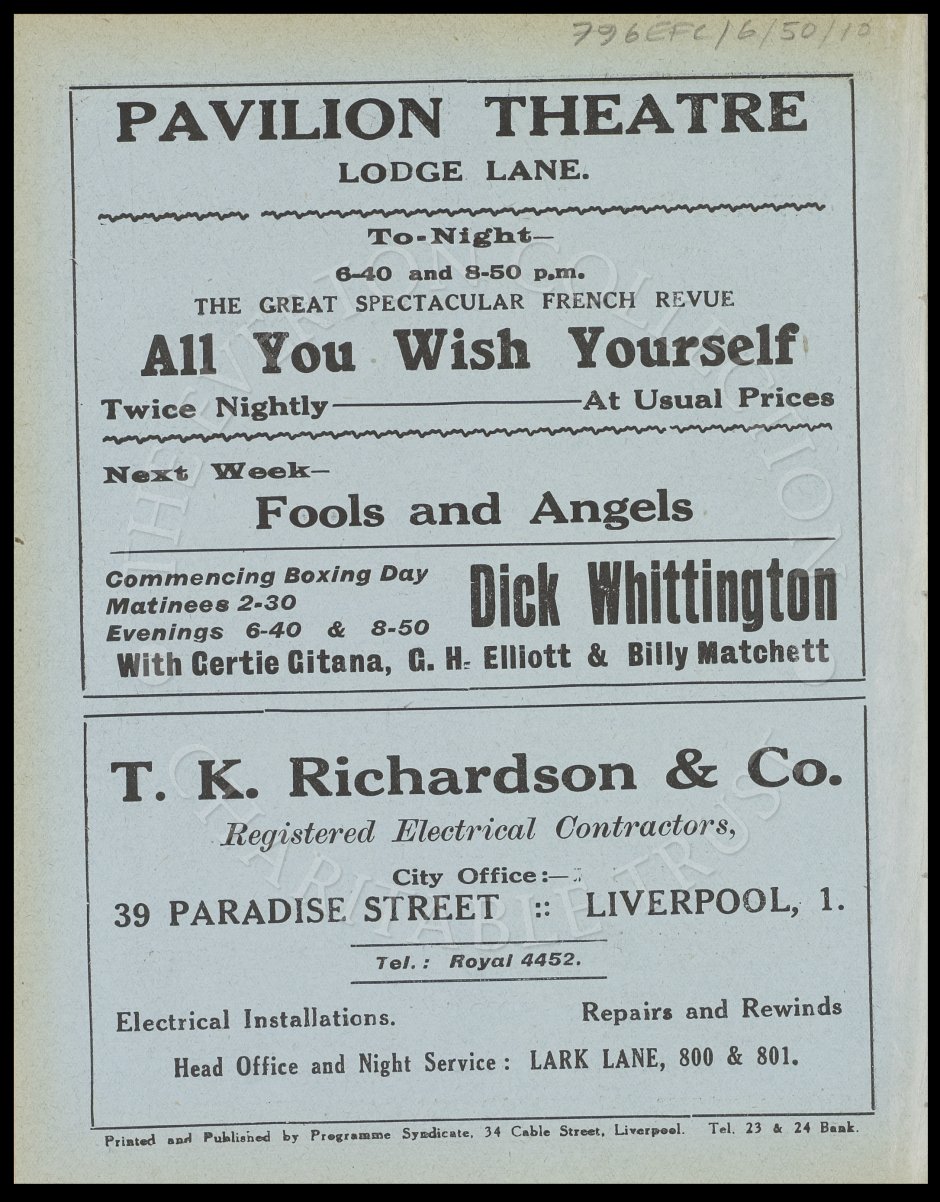 796EFC/6/50/10
PAVILION THEATRE
LODGE LANE.
To-Night—
6-40 and 8-50 p.m.
THE GREAT SPECTACULAR FRENCH REVUE
All You Wish Yourself
Twice Nightly — At Usual Prices
Next Week—
Fools and Angels
Commencing Boxing Day
Matinees 2-30
Evenings 6-40 & 8-50
Dick Whittington
With Gertie Gitana, G. H. Elliott & Billy Matchett
T. K. Richardson & Co.
Registered Electrical Contractors,
City Office:—
39 PARADISE STREET :: LIVERPOOL, 1.
Tel. : Royal 4452.
Electrical Installations. Repairs and Rewinds
Head Office and Night Service : LARK LANE, 800 & 801.
Printed and Published by Programme Syndicate, 34 Cable Street, Liverpool. Tel. 23 & 24 Bank.
THE EVERTON COLLECTION
CHARITABLE TRUST